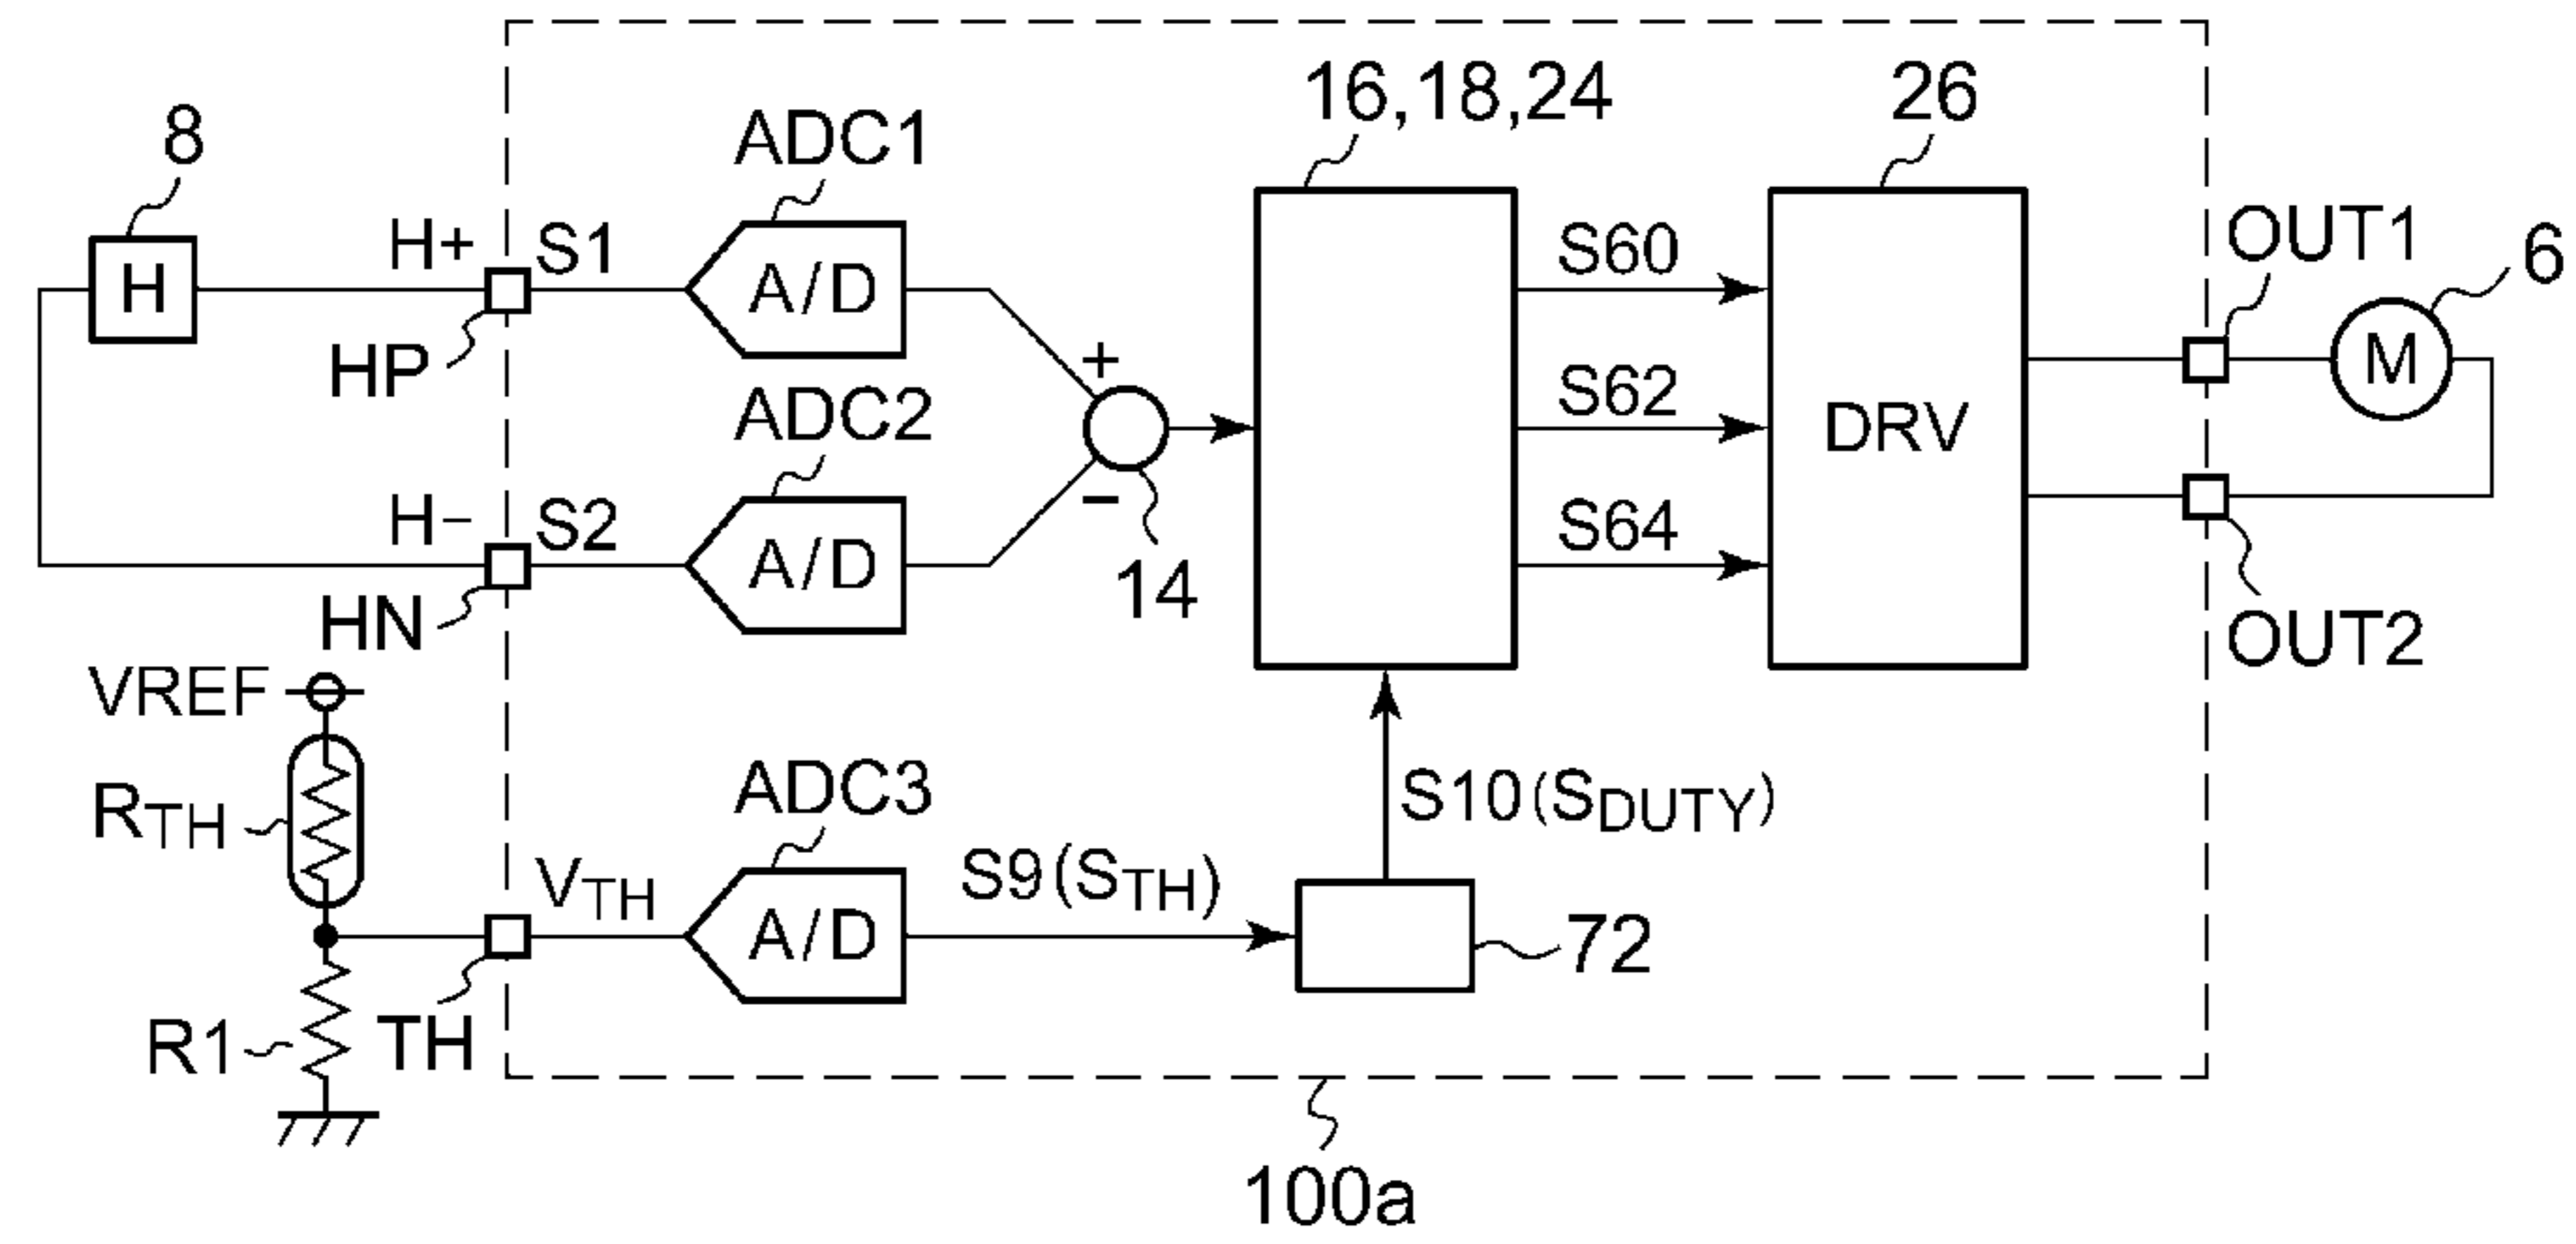 16,18,24
26
8
ADC1
H+
S1
S60
OUT1
6
H
A/D
HP
M
ADC2
+
S62
DRV
H−
S2
−
S64
A/D
14
HN
OUT2
VREF
RTH
ADC3
S10(SDUTY)
VTH
S9(STH)
A/D
72
R1
TH
100a